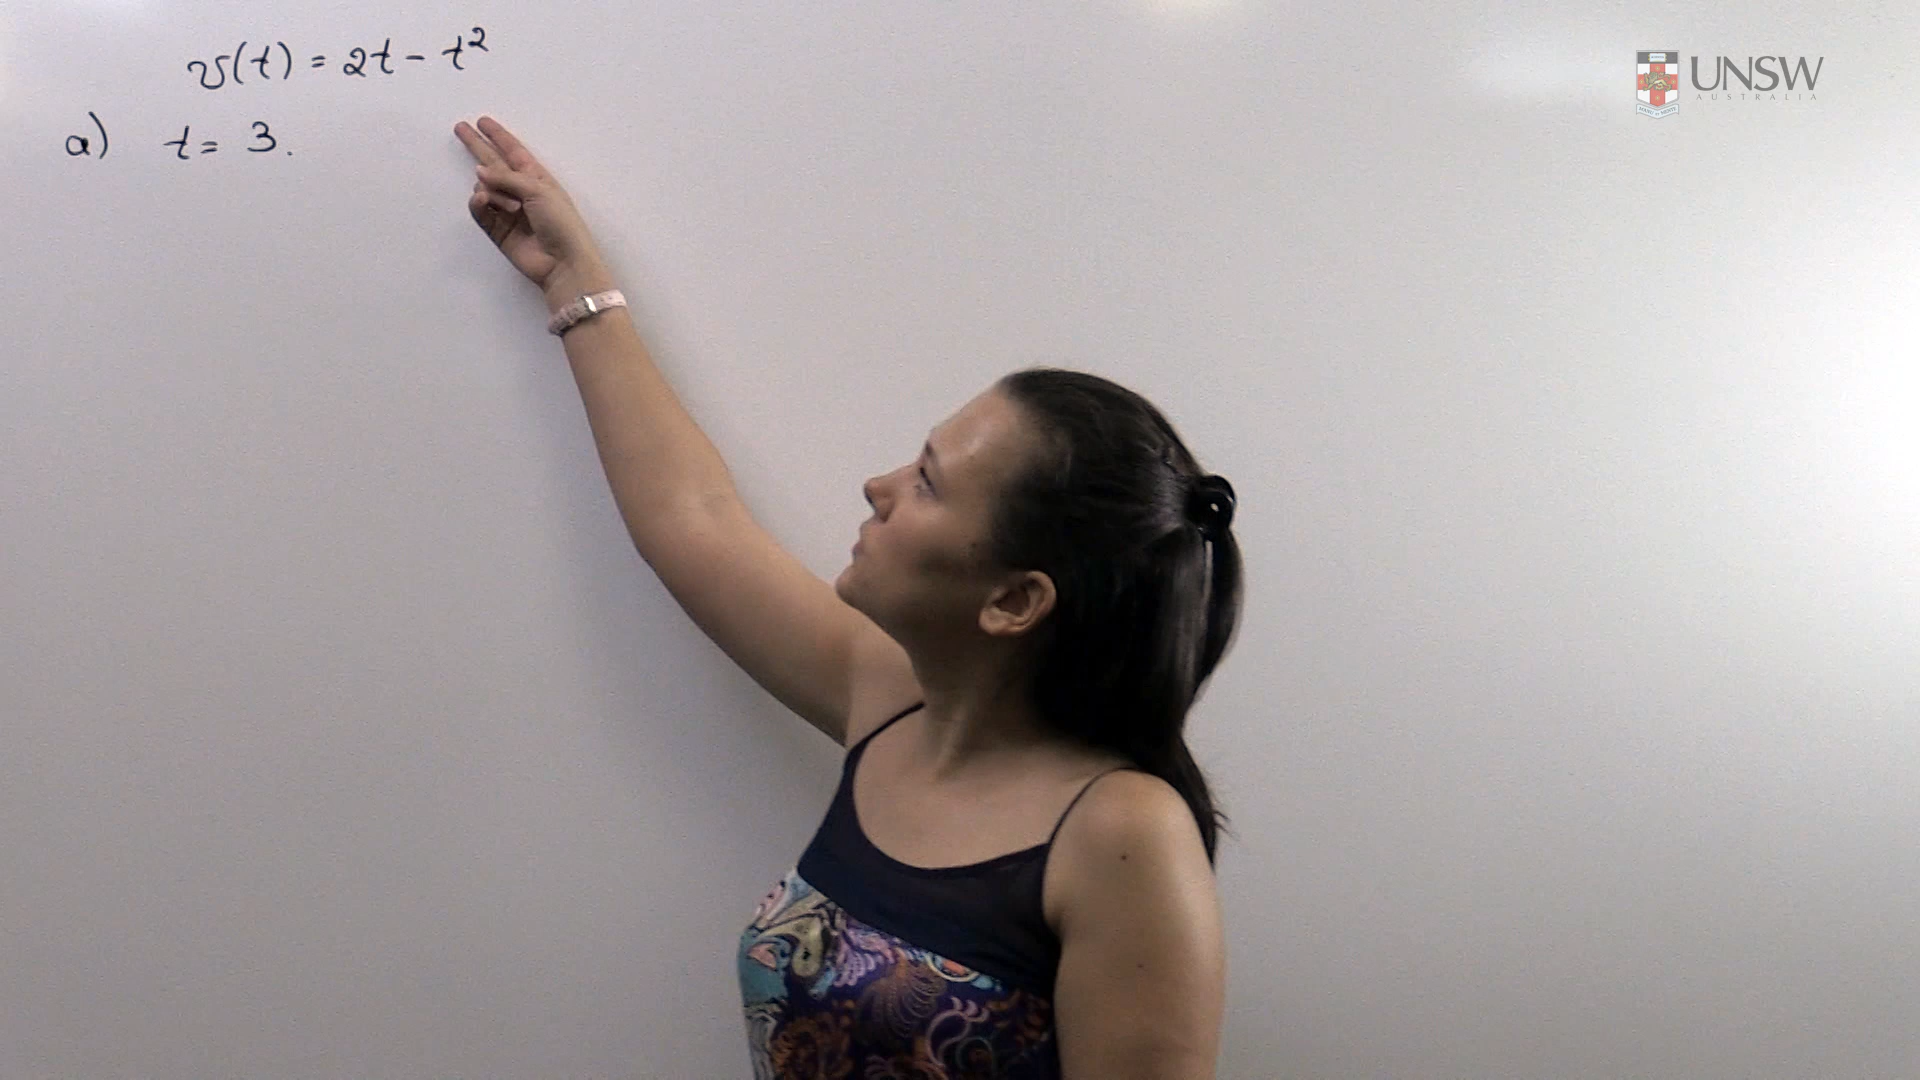 v(t) = 2t - t²
a) t = 3.
UNSW
AUSTRALIA